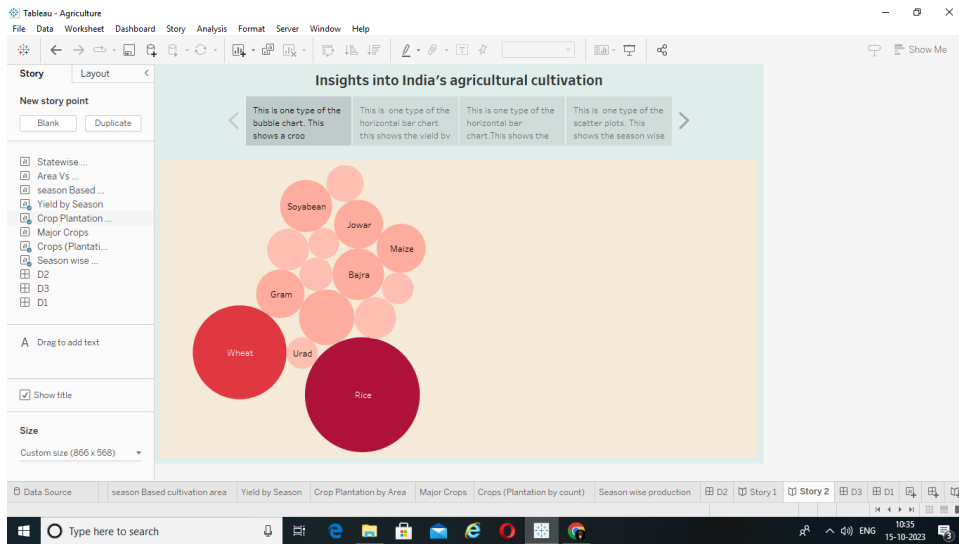 Tableau - Agriculture
File Data Worksheet Dashboard Story Analysis Format Server Window Help
Show Me
Story Layout
New story point
Blank Duplicate
Statewise ...
Area Vs ...
season Based ...
Yield by Season
Crop Plantation ...
Major Crops
Crops (Plantati...
Season wise ...
D2
D3
D1
A Drag to add text
Show title
Size
Custom size (866 x 568)
Insights into India's agricultural cultivation
This is one type of the
bubble chart. This
shows a crop
This is one type of the
horizontal bar chart.
this shows the yield by
This is one type of the
horizontal bar
chart.This shows the
This is one type of the
scatter plots. This
shows the season wise
Soyabean
Jowar
Maize
Bajra
Gram
Wheat
Urad
Rice
Data Source season Based cultivation area Yield by Season Crop Plantation by Area Major Crops Crops (Plantation by count) Season wise production D2 Story 1 Story 2 D3 D1
Type here to search
ENG
10:35
15-10-2023
3